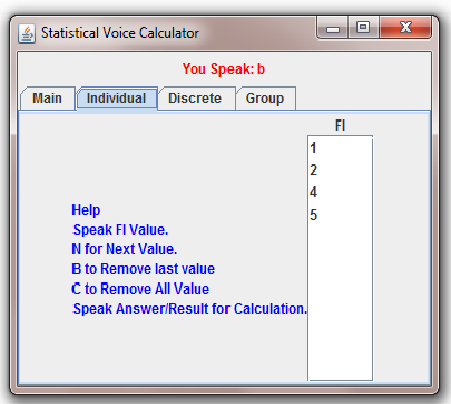 Statistical Voice Calculator
You Speak: b
Main Individual Discrete Group
FI
1
2
4
5
Help
Speak FI Value.
N for Next Value.
B to Remove last value
C to Remove All Value
Speak Answer/Result for Calculation.